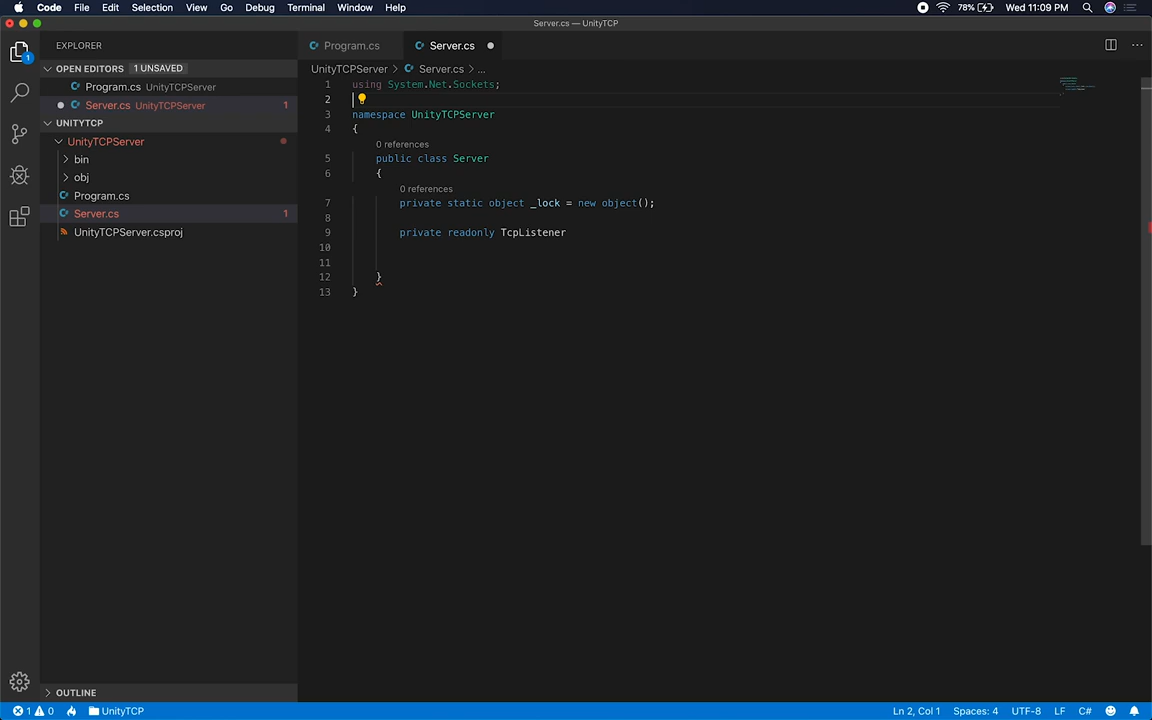 Code File Edit Selection View Go Debug Terminal Window Help 78% Wed 11:09 PM
Server.cs — UnityTCP
EXPLORER
Program.cs Server.cs
OPEN EDITORS 1 UNSAVED
UnityTCPServer > Server.cs > ...
Program.cs UnityTCPServer
Server.cs UnityTCPServer 1
UNITYTCP
UnityTCPServer
bin
obj
Program.cs
Server.cs 1
UnityTCPServer.csproj
1 using System.Net.Sockets;
2
3 namespace UnityTCPServer
4 {
0 references
5 public class Server
6 {
0 references
7 private static object _lock = new object();
8
9 private readonly TcpListener
10
11
12 }
13 }
OUTLINE
1 0 UnityTCP Ln 2, Col 1 Spaces: 4 UTF-8 LF C#
1